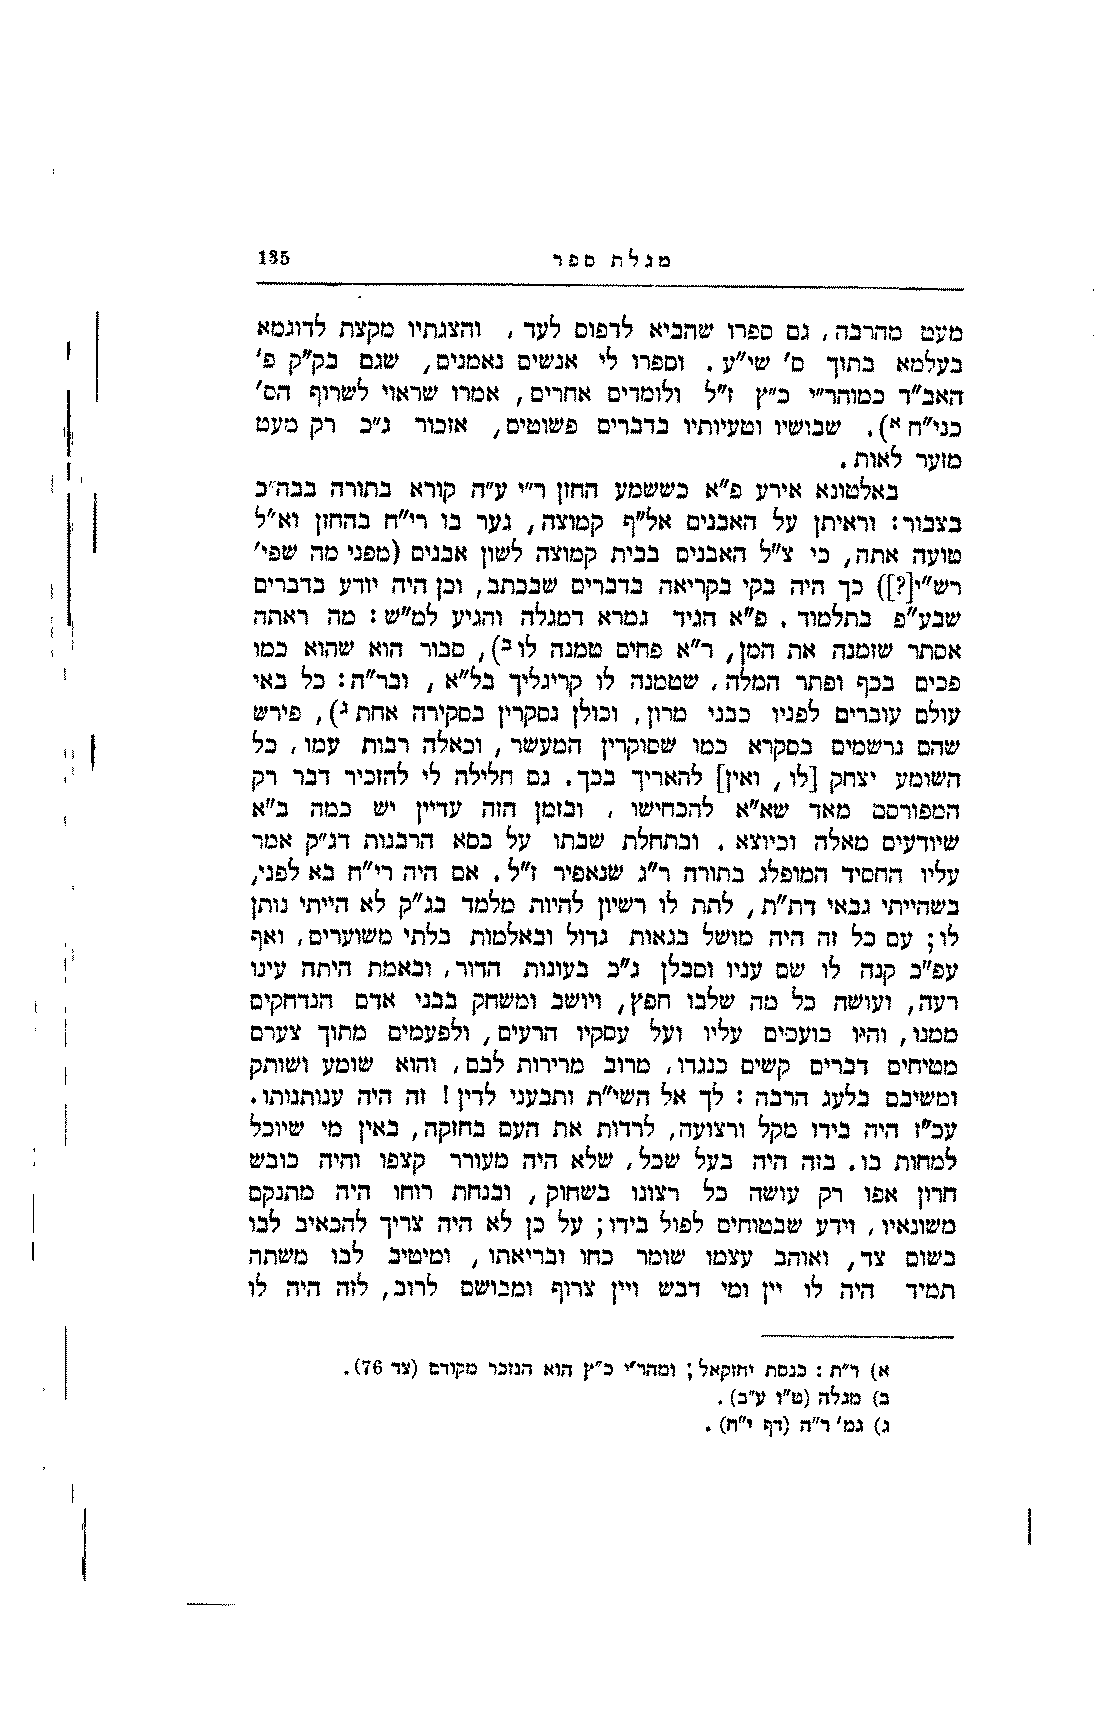 מגלת ספר 135
מעט מהרבה, גם ספרו שהביא לדפוס לעד, והצגתיו מקצת לדוגמא
בעלמא בתוך ס' שי"ע. וספרו לי אנשים נאמנים, שגם בק"ק פ'
האב"ד כמוהר"י כ"ץ ז"ל ולומדים אחרים, אמרו שראוי לשרוף הס'
כני"ח א). שבושיו וטעיותיו בדברים פשוטים, אזכור ג"כ רק מעט
מזער לאות.
באלטונא אירע פ"א כששמע החזן ר"י ע"ה קורא בתורה בבה"כ
בצבור: וראיתן על האבנים אל"ף קמוצה, גער בו רי"ח בהחזן וא"ל
טועה אתה, כי צ"ל האבנים בבית קמוצה לשון אבנים (מפני מה שפי'
רש"י[?]) כך היה בקי בקריאה בדברים שבכתב, וכן היה יודע בדברים
שבע"פ בתלמוד. פ"א הגיד גמרא דמגלה והגיע למ"ש: מה ראתה
אסתר שזמנה את המן, ר"א פחים טמנה לו ב), סבור הוא שהוא כמו
פכים בכף ופתר המלה, שטמנה לו קריגליך בל"א, ובר"ה: כל באי
עולם עוברים לפניו כבני מרון, וכולן נסקרין בסקירה אחת ג), פירש
שהם נרשמים בסקרא כמו שסוקרין המעשר, וכאלה רבות עמו, כל
השומע יצחק [לו, ואין] להאריך בכך. גם חלילה לי להזכיר דבר רק
המפורסם מאד שא"א להכחישו, ובזמן הזה עדיין יש כמה ב"א
שיודעים מאלה וכיוצא. ובתחלת שבתו על כסא הרבנות דג"ק אמר
עליו החסיד המופלג בתורה ר"ג שנאפיר ז"ל. אם היה רי"ח בא לפני,
בשהייתי גבאי דת"ת, לתת לו רשיון להיות מלמד בג"ק לא הייתי נותן
לו; עם כל זה היה מושל בגאות גדול ובאלמות בלתי משוערים, ואף
עפ"כ קנה לו שם עניו וסבלן ג"כ בעונות הדור, ובאמת היתה עינו
רעה, ועושה כל מה שלבו חפץ, ויושב ומשחק בבני אדם הנדחקים
ממנו, והיו כועסים עליו ועל עסקיו הרעים, ולפעמים מתוך צערם
מטיחים דברים קשים כנגדו, מרוב מרירות לבם, והוא שומע ושותק
ומשיבם בלעג הרבה: לך אל השי"ת ותבעני לדין! זה היה ענותנותו.
עכ"ז היה בידו מקל ורצועה, לרדות את העם בחזקה, באין מי שיוכל
למחות בו. בזה היה בעל שכל, שלא היה מעורר קצפו והיה כובש
חרון אפו רק עושה כל רצונו בשחוק, ובנחת רוחו היה מתנקם
משונאיו, וידע שבטוחים לפול בידו; על כן לא היה צריך להכאיב לבו
בשום צד, ואוהב עצמו שומר כחו ובריאתו, ומיטיב לבו משתה
תמיד היה לו יין ומי דבש ויין צרוף ומבושם לרוב, לזה היה לו
א) ר"ת: כנסת יחזקאל; ומהר"י כ"ץ הוא הנזכר מקודם (צד 76).
ב) מגלה (ט"ו ע"ב).
ג) גמ' ר"ה (דף י"ח).